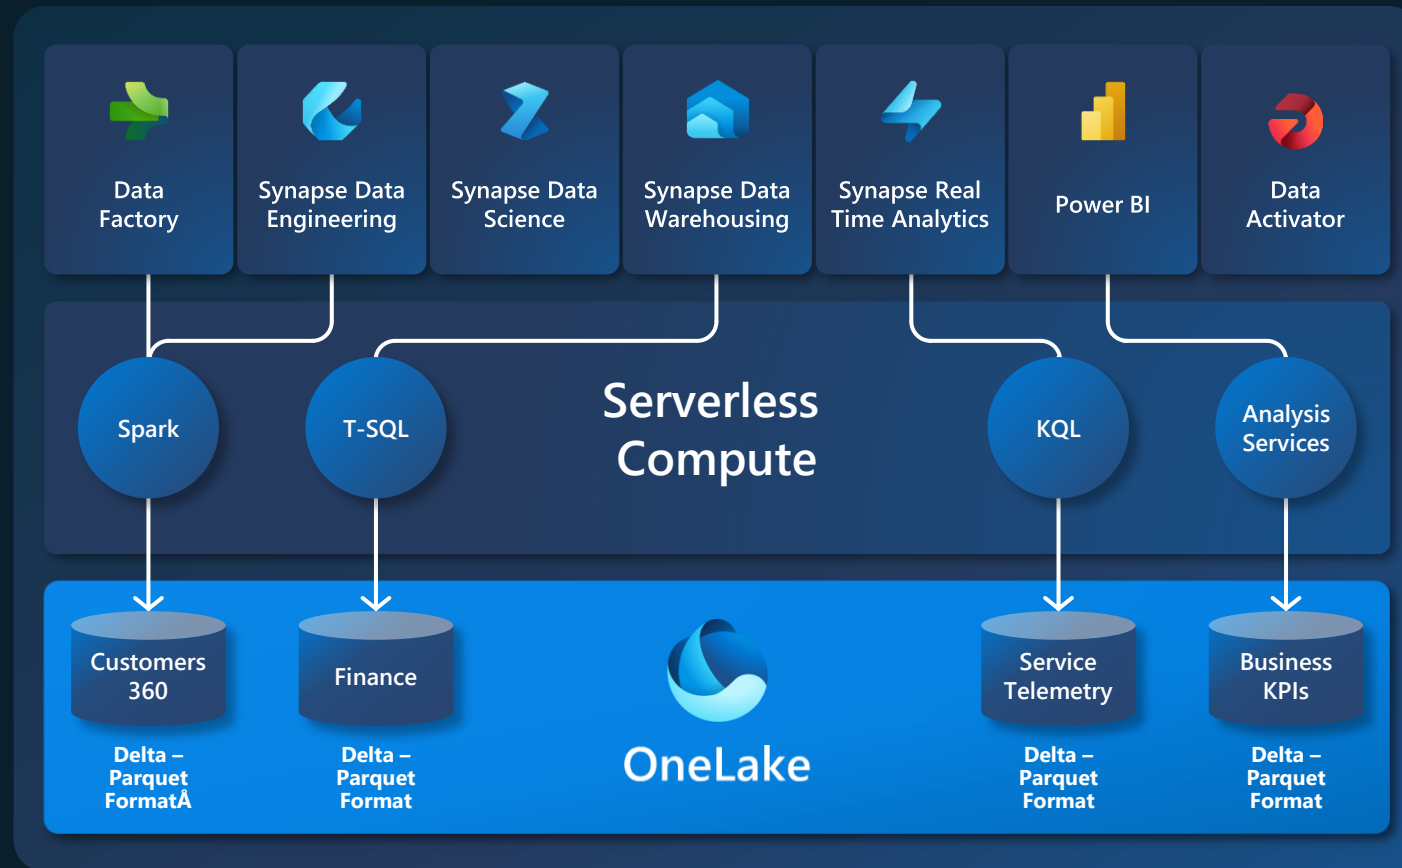 Data
Factory
Synapse Data
Engineering
Synapse Data
Science
Synapse Data
Warehousing
Synapse Real
Time Analytics
Power BI
Data
Activator
Spark
T-SQL
Serverless
Compute
KQL
Analysis
Services
Customers
360
Finance
Service
Telemetry
Business
KPIs
Delta –
Parquet
FormatÅ
Delta –
Parquet
Format
OneLake
Delta –
Parquet
Format
Delta –
Parquet
Format